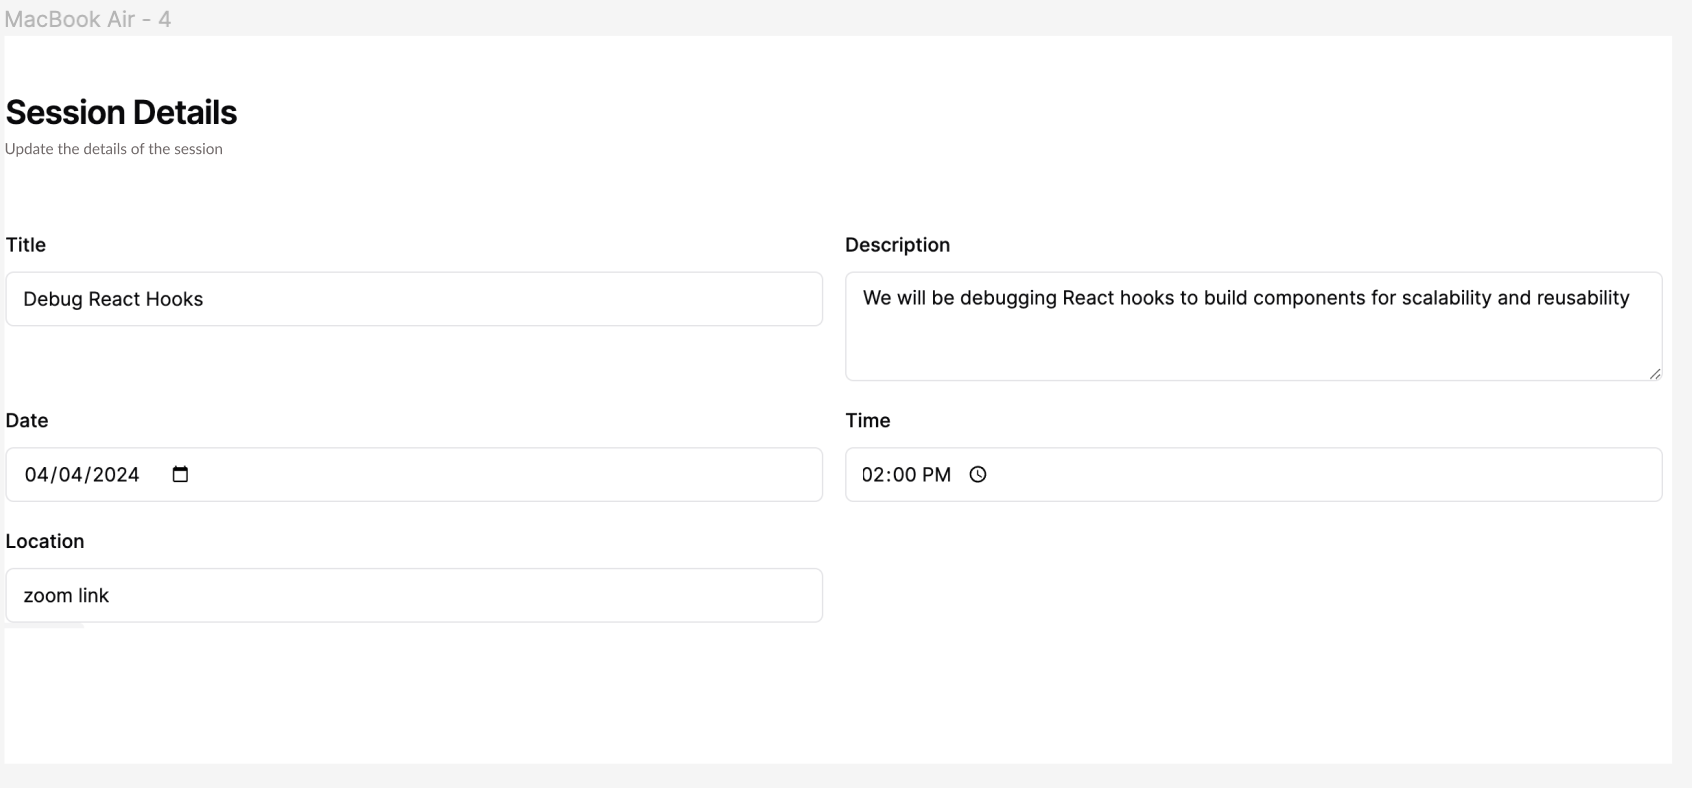 MacBook Air - 4
Session Details
Update the details of the session
Title
Description
Debug React Hooks
We will be debugging React hooks to build components for scalability and reusability
Date
Time
04/04/2024
02:00 PM
Location
zoom link